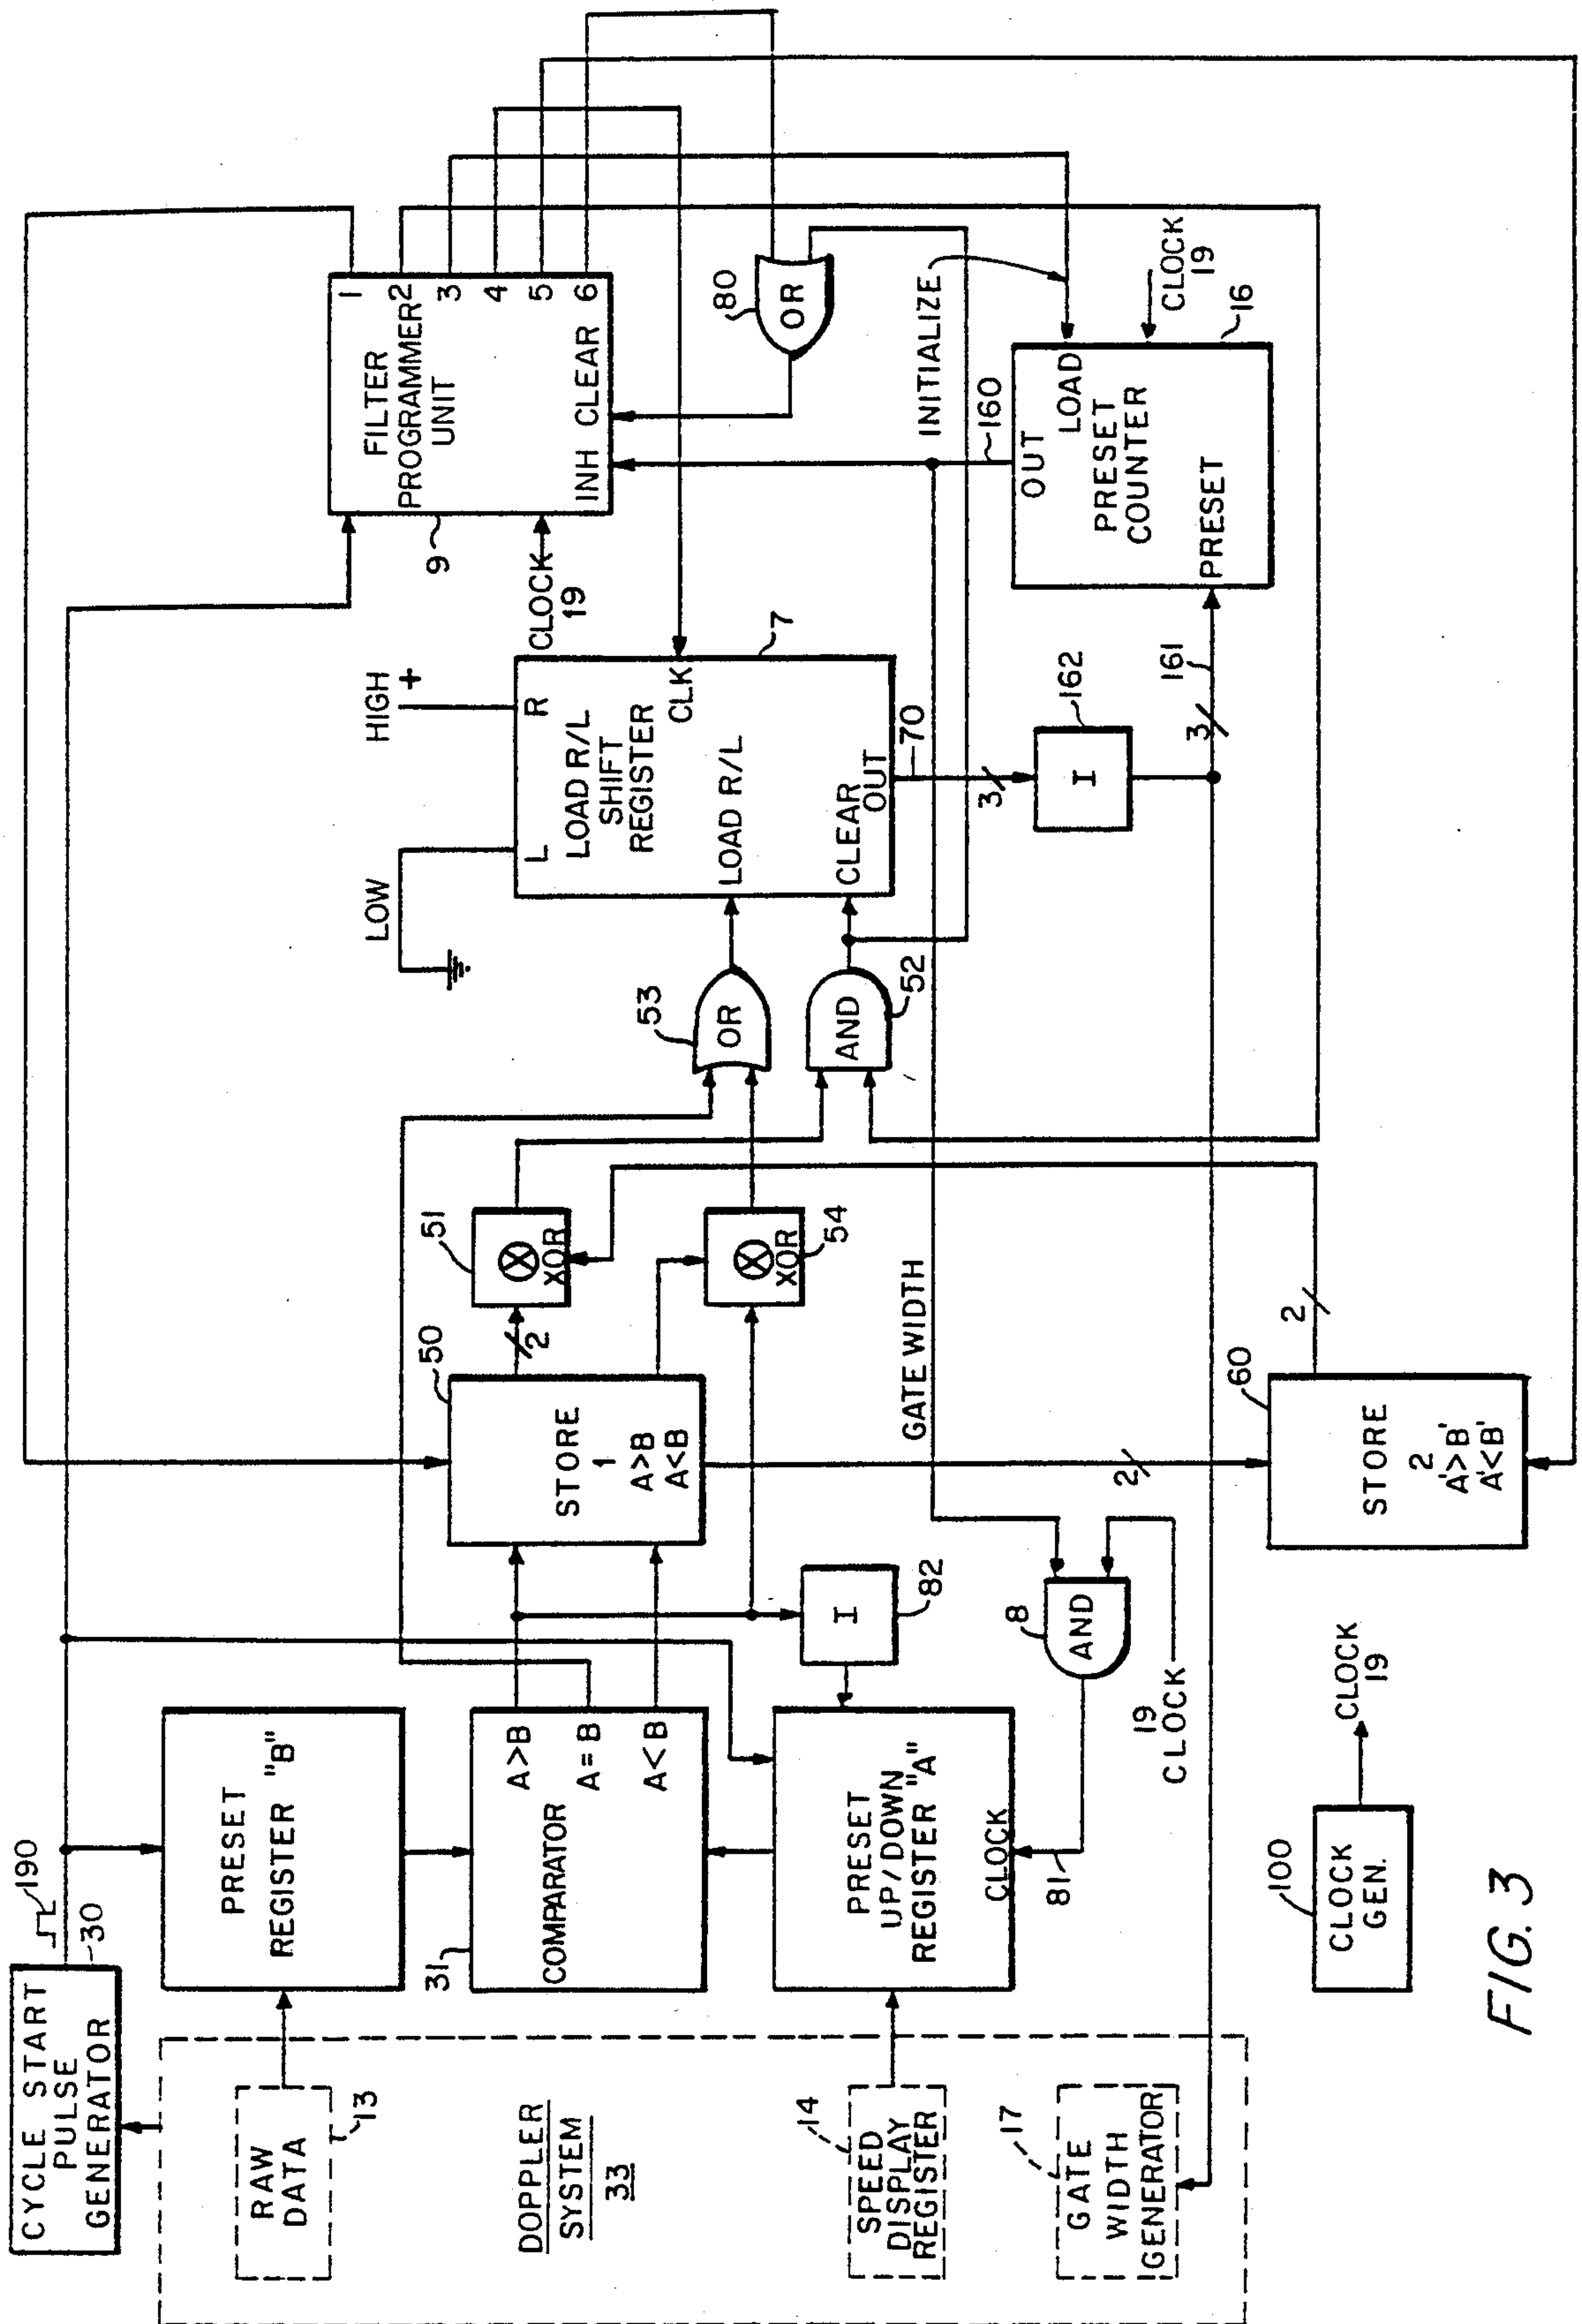 CYCLE START
PULSE
GENERATOR
190
30
RAW
DATA
13
DOPPLER
SYSTEM
33
14
SPEED
DISPLAY
REGISTER
17
GATE
WIDTH
GENERATOR
PRESET
REGISTER "B"
31
COMPARATOR
A>B
A=B
A<B
PRESET
UP/DOWN
REGISTER "A"
CLOCK
81
I
82
8
AND
19
CLOCK
100
CLOCK
GEN.
CLOCK
19
50
STORE
1
A>B
A<B
2
51
XOR
54
XOR
GATE WIDTH
2
60
STORE
2
A'>B'
A'<B'
2
53
OR
AND
52
LOW
HIGH
+
L
R
LOAD R/L
SHIFT
REGISTER
CLK
LOAD R/L
CLEAR
OUT
7
70
3
I
162
3
161
CLOCK
19
9
FILTER
PROGRAMMER
UNIT
INH
CLEAR
1
2
3
4
5
6
80
OR
INITIALIZE
160
OUT
LOAD
PRESET
COUNTER
PRESET
16
CLOCK
19
FIG. 3